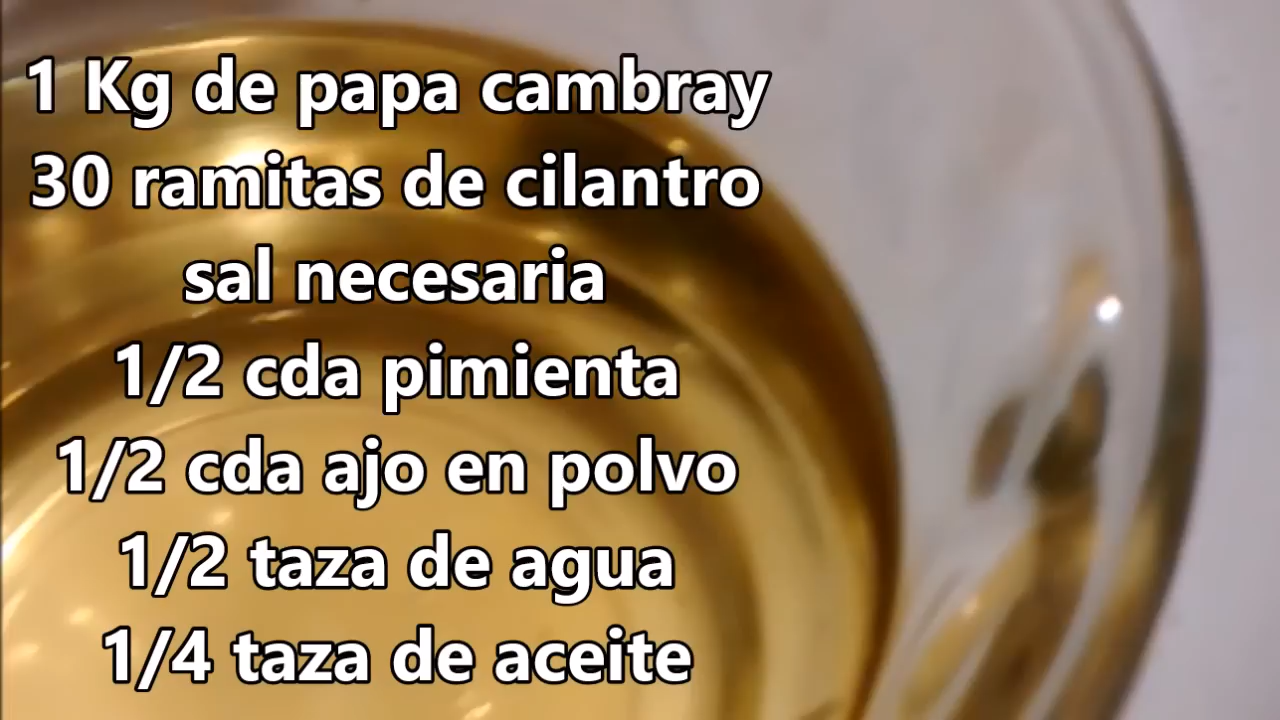 1 Kg de papa cambray
30 ramitas de cilantro
sal necesaria
1/2 cda pimienta
1/2 cda ajo en polvo
1/2 taza de agua
1/4 taza de aceite